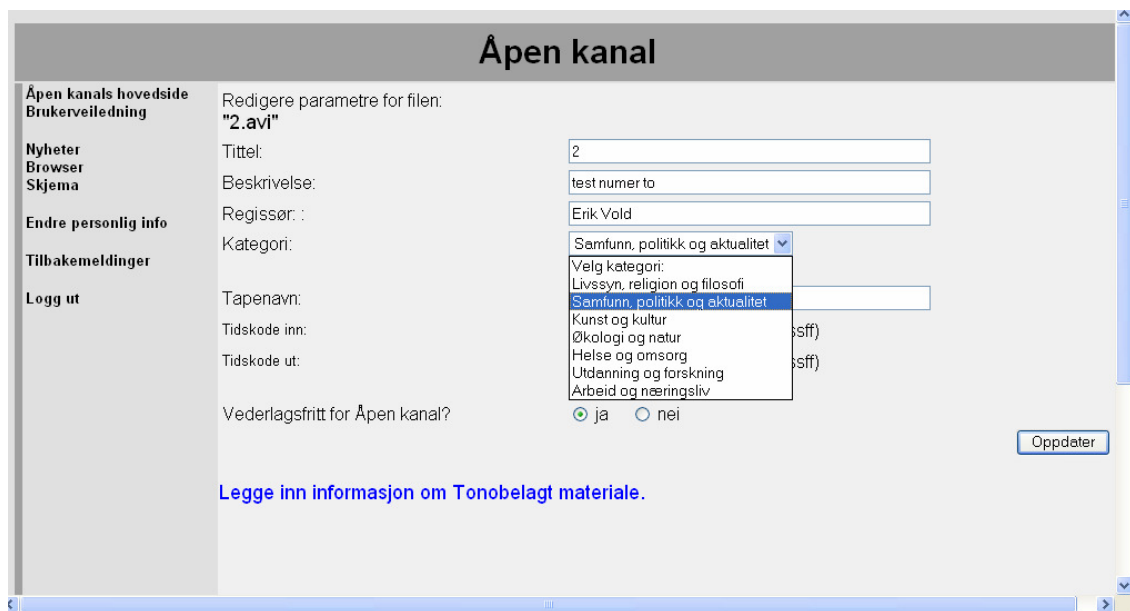 Åpen kanal
Åpen kanals hovedside
Brukerveiledning
Nyheter
Browser
Skjema
Endre personlig info
Tilbakemeldinger
Logg ut
Redigere parametre for filen:
"2.avi"
Tittel: 2
Beskrivelse: test numer to
Regissør: : Erik Vold
Kategori: Samfunn, politikk og aktualitet
Velg kategori:
Livssyn, religion og filosofi
Samfunn, politikk og aktualitet
Kunst og kultur
Økologi og natur
Helse og omsorg
Utdanning og forskning
Arbeid og næringsliv
Tapenavn:
Tidskode inn: ssff)
Tidskode ut: ssff)
Vederlagsfritt for Åpen kanal? ja nei
Oppdater
Legge inn informasjon om Tonobelagt materiale.